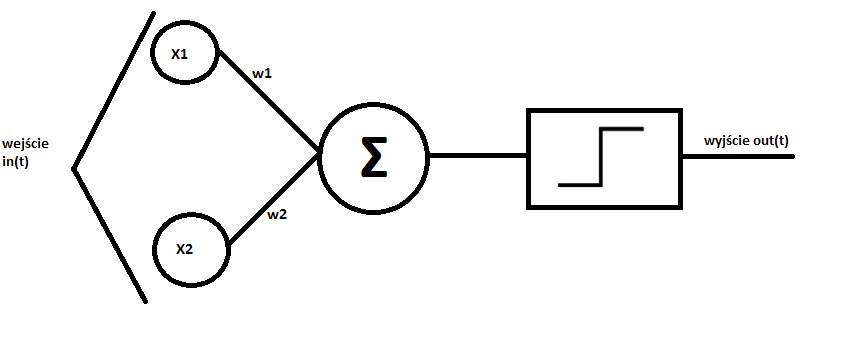 X1
w1
wejście
in(t)
Σ
wyjście out(t)
w2
X2